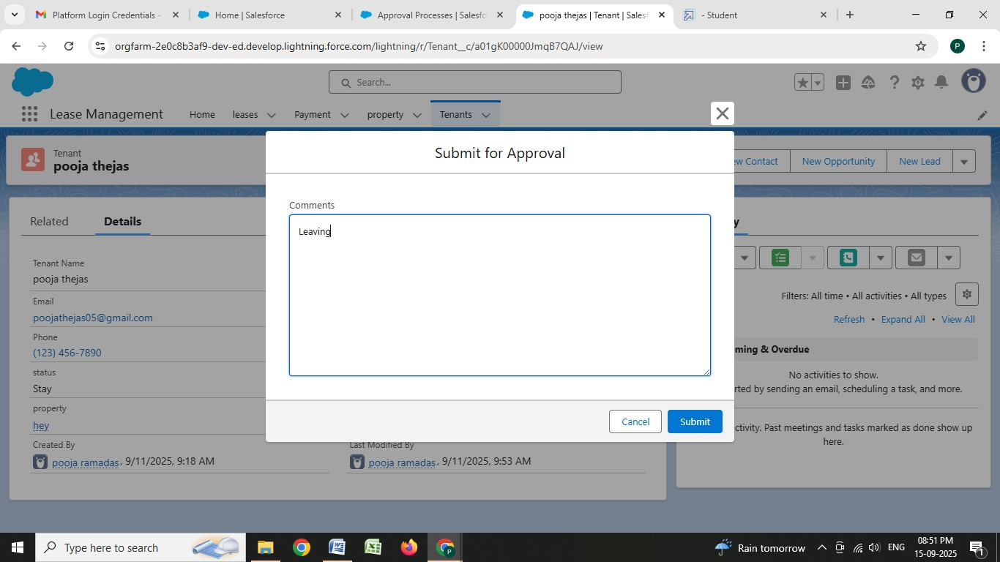 Platform Login Credentials -
Home | Salesforce
Approval Processes | Salesfo
pooja thejas | Tenant | Salesf
- Student
orgfarm-2e0c8b3af9-dev-ed.develop.lightning.force.com/lightning/r/Tenant__c/a01gK00000JmqB7QAJ/view
P
Search...
Lease Management
Home
leases
Payment
property
Tenants
Tenant
pooja thejas
ew Contact
New Opportunity
New Lead
Submit for Approval
Comments
Leaving
Cancel
Submit
Related
Details
Tenant Name
pooja thejas
Email
poojathejas05@gmail.com
Phone
(123) 456-7890
status
Stay
property
hey
Created By
pooja ramadas, 9/11/2025, 9:18 AM
Last Modified By
pooja ramadas, 9/11/2025, 9:53 AM
y
Filters: All time • All activities • All types
Refresh • Expand All • View All
ming & Overdue
No activities to show.
rted by sending an email, scheduling a task, and more.
ctivity. Past meetings and tasks marked as done show up
here.
Type here to search
Rain tomorrow
ENG
08:51 PM
15-09-2025
1